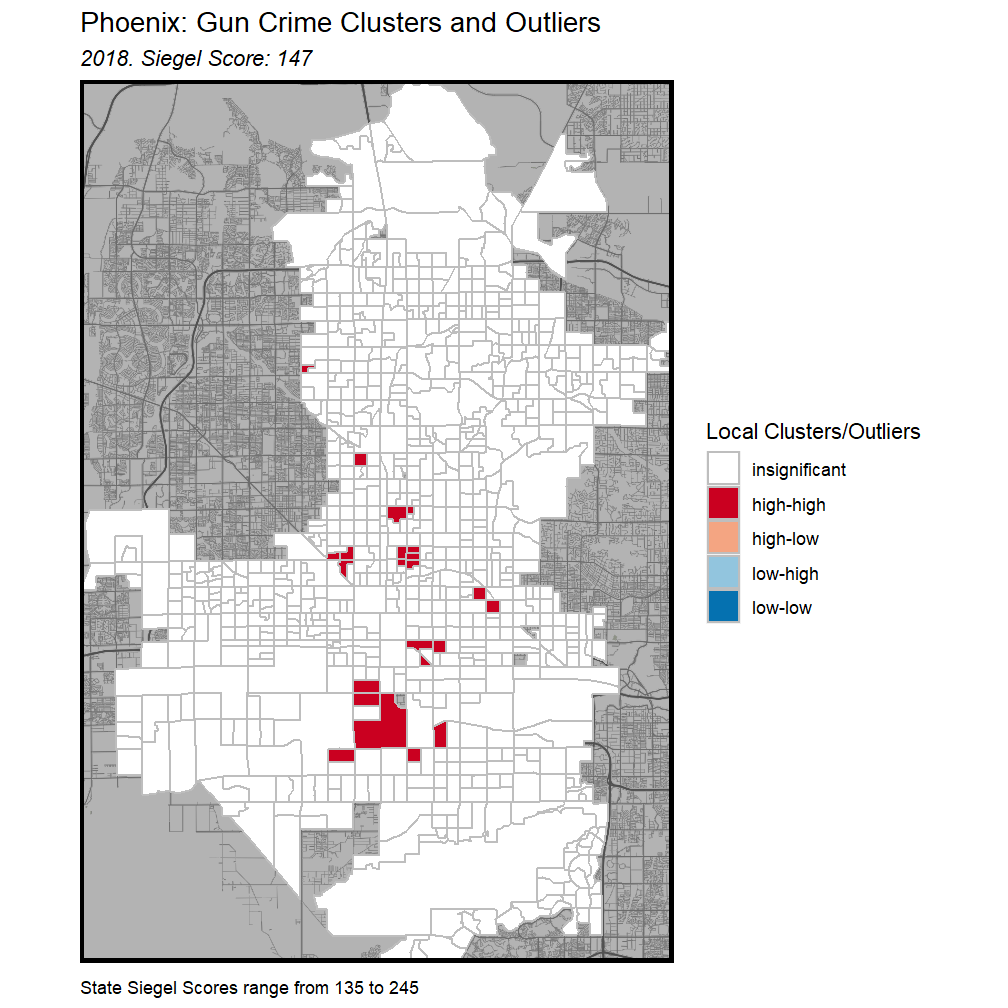 Phoenix: Gun Crime Clusters and Outliers
2018. Siegel Score: 147
Local Clusters/Outliers
insignificant
high-high
high-low
low-high
low-low
State Siegel Scores range from 135 to 245